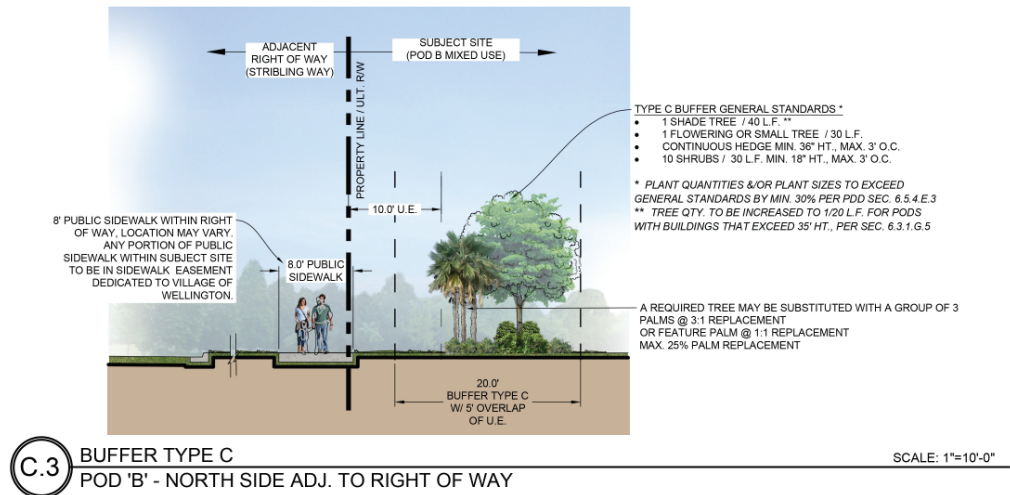 ADJACENT
RIGHT OF WAY
(STRIBLING WAY)
SUBJECT SITE
(POD B MIXED USE)
PROPERTY LINE / ULT. R/W
TYPE C BUFFER GENERAL STANDARDS *
• 1 SHADE TREE / 40 L.F. **
• 1 FLOWERING OR SMALL TREE / 30 L.F.
• CONTINUOUS HEDGE MIN. 36" HT., MAX. 3' O.C.
• 10 SHRUBS / 30 L.F. MIN. 18" HT., MAX. 3' O.C.
* PLANT QUANTITIES &/OR PLANT SIZES TO EXCEED
GENERAL STANDARDS BY MIN. 30% PER PDD SEC. 6.5.4.E.3
** TREE QTY. TO BE INCREASED TO 1/20 L.F. FOR PODS
WITH BUILDINGS THAT EXCEED 35' HT., PER SEC. 6.3.1.G.5
10.0' U.E.
8' PUBLIC SIDEWALK WITHIN RIGHT
OF WAY, LOCATION MAY VARY.
ANY PORTION OF PUBLIC
SIDEWALK WITHIN SUBJECT SITE
TO BE IN SIDEWALK EASEMENT
DEDICATED TO VILLAGE OF
WELLINGTON.
8.0' PUBLIC
SIDEWALK
A REQUIRED TREE MAY BE SUBSTITUTED WITH A GROUP OF 3
PALMS @ 3:1 REPLACEMENT
OR FEATURE PALM @ 1:1 REPLACEMENT
MAX. 25% PALM REPLACEMENT
20.0'
BUFFER TYPE C
W/ 5' OVERLAP
OF U.E.
C.3
BUFFER TYPE C
SCALE: 1"=10'-0"
POD 'B' - NORTH SIDE ADJ. TO RIGHT OF WAY